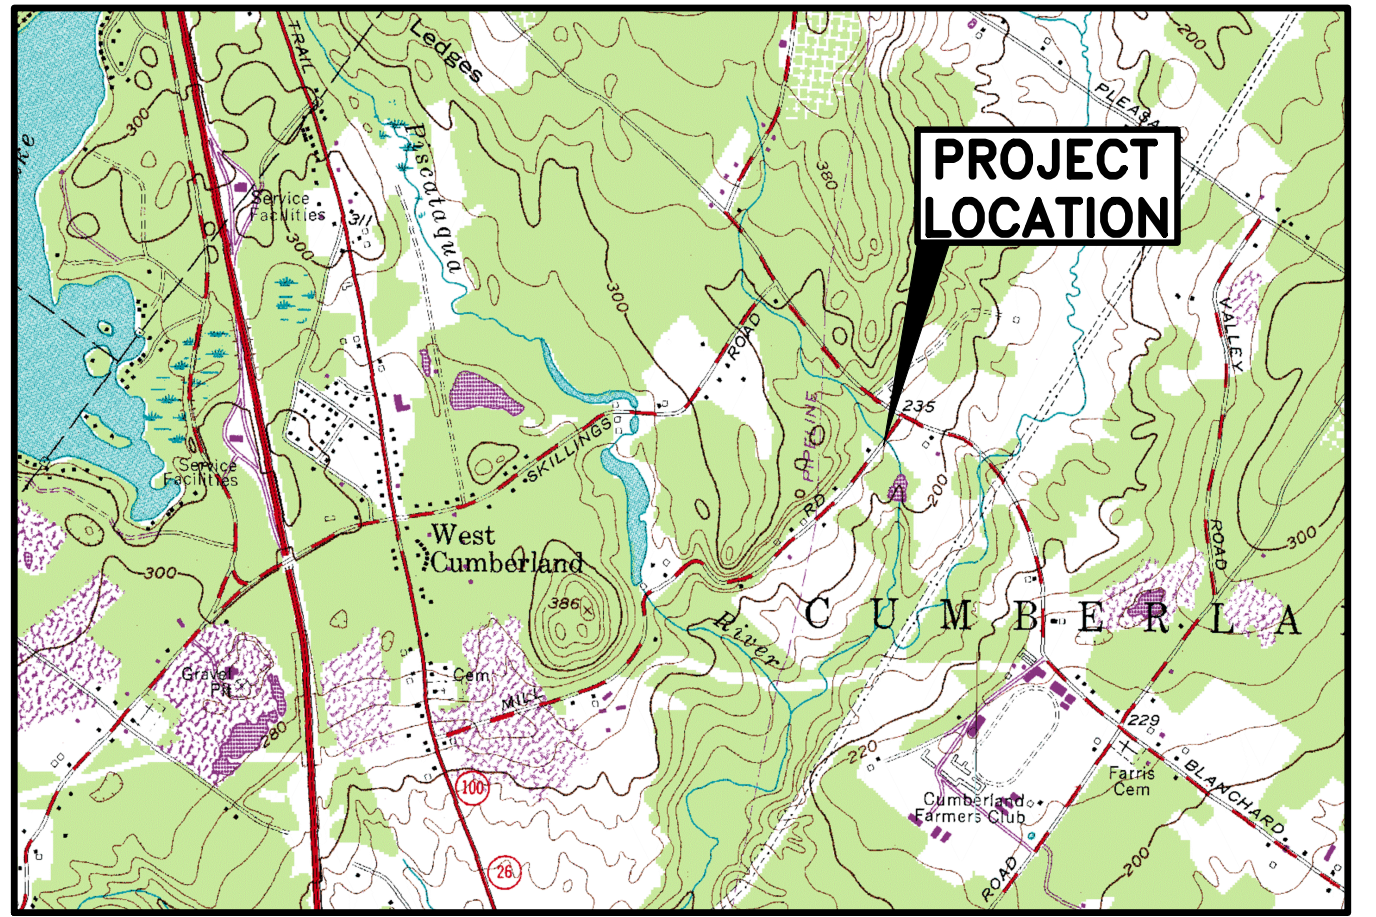 Ledges
TRAIL
200
300
PLEASA
ke
Piscataqua
PROJECT
LOCATION
380
Service
Facilities
311
300
300
ROAD
VALLEY
PIPELINE
235
SKILLINGS
Service
Facilities
200
RD
West
Cumberland
ROAD
300
300
386
CUMBERLA
River
Gravel
Pit
Cem
MILL
280
229
220
Farris
Cem
BLANCHARD
100
Cumberland
Farmers Club
26
ROAD
200